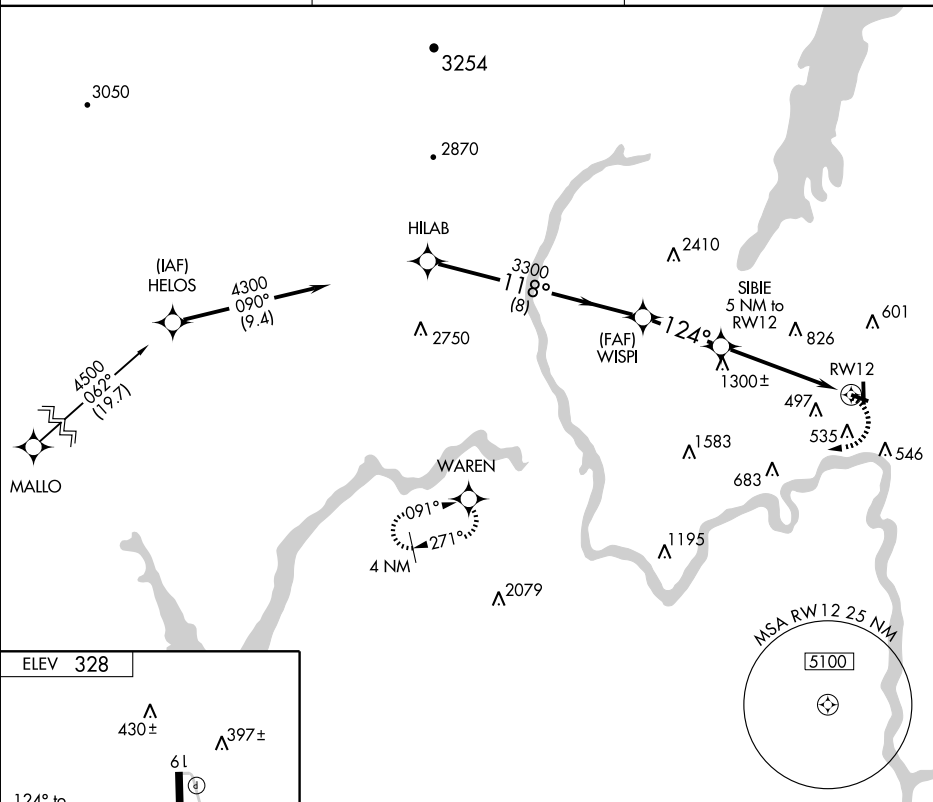 3254
3050
2870
HILAB
2410
(IAF)
HELOS
4300
090°
(9.4)
3300
118°
(8)
SIBIE
5 NM to
RW12
601
826
2750
(FAF)
WISPI
124°
4500
062°
(19.7)
1300±
RW12
497
535
546
MALLO
WAREN
1583
683
091°
271°
4 NM
1195
2079
MSA RW12 25 NM
5100
ELEV 328
430±
397±
19
P
124° to